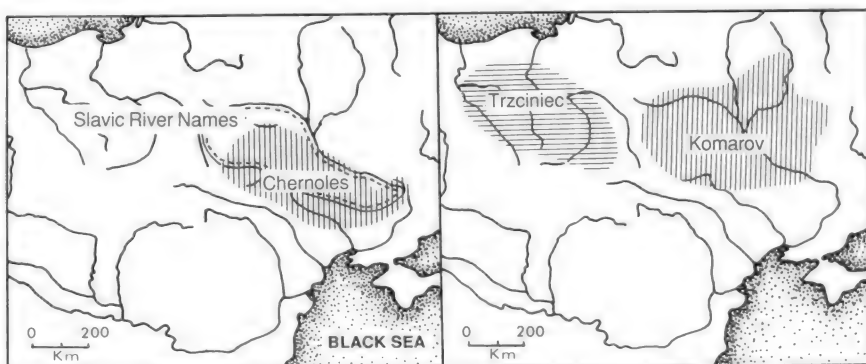 Slavic River Names
Chernoles
0 200
Km
BLACK SEA
Trzciniec
Komarov
0 200
Km